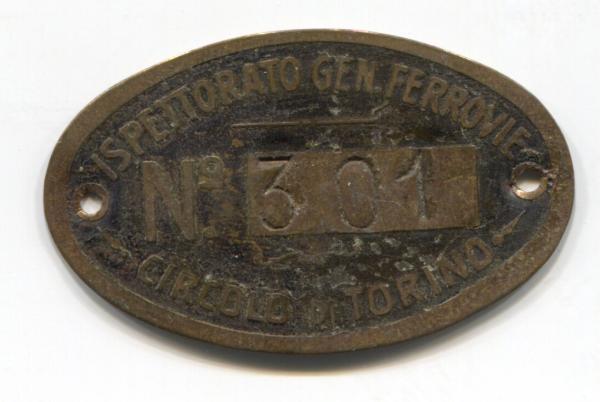 ISPETTORATO GEN. FERROVIE
Nº 301
CIRCOLO DI TORINO